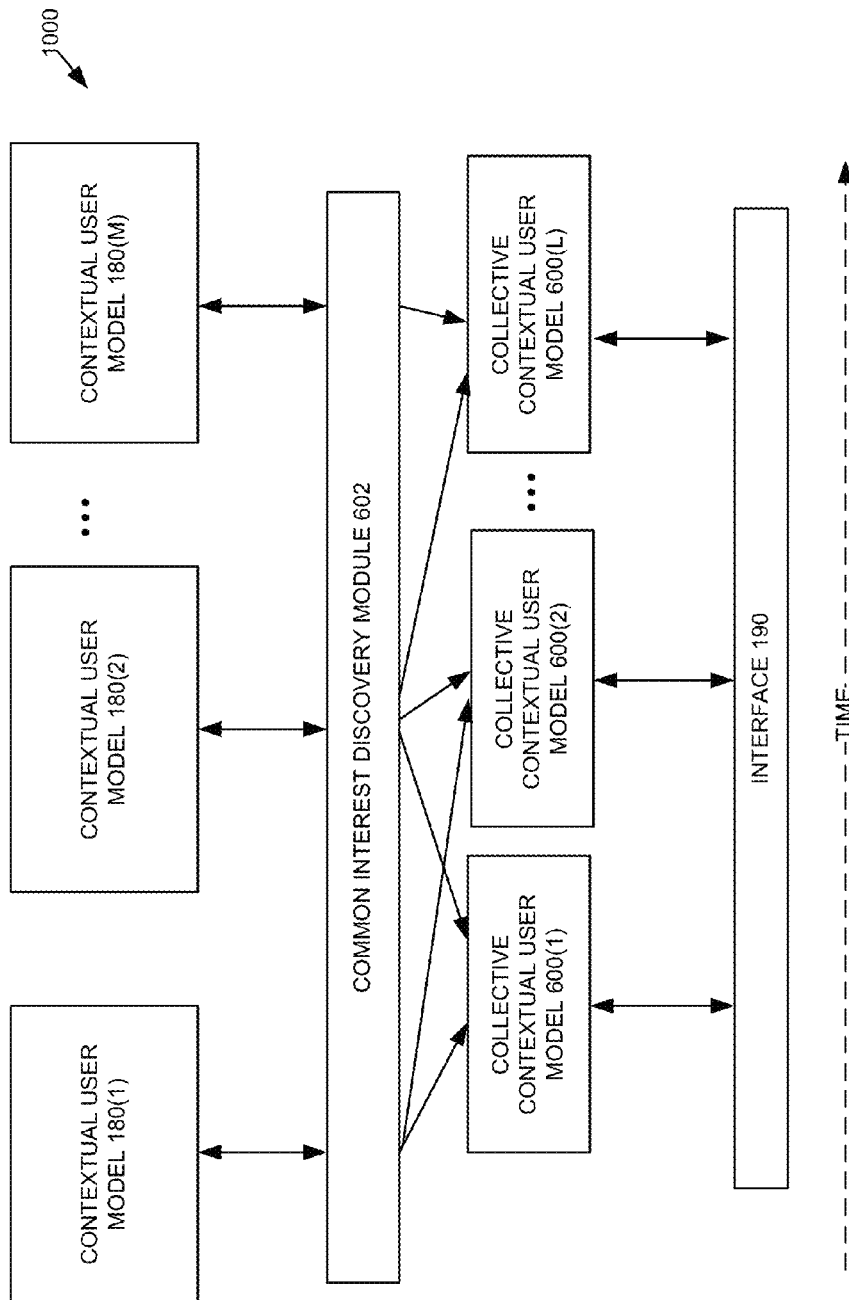 1000
CONTEXTUAL USER
MODEL 180(1)
CONTEXTUAL USER
MODEL 180(2)
...
CONTEXTUAL USER
MODEL 180(M)
COMMON INTEREST DISCOVERY MODULE 602
COLLECTIVE
CONTEXTUAL USER
MODEL 600(1)
COLLECTIVE
CONTEXTUAL USER
MODEL 600(2)
...
COLLECTIVE
CONTEXTUAL USER
MODEL 600(L)
INTERFACE 190
TIME